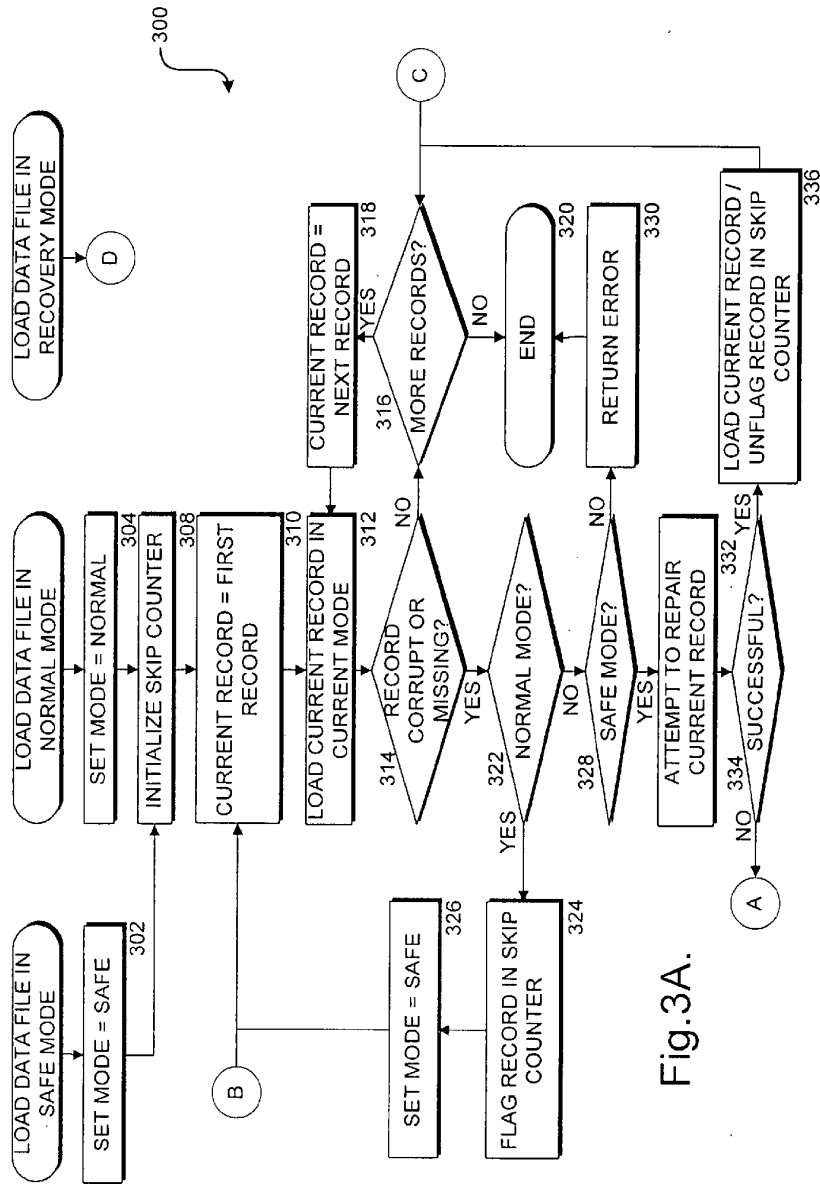 LOAD DATA FILE IN
SAFE MODE
SET MODE = SAFE
302
LOAD DATA FILE IN
NORMAL MODE
SET MODE = NORMAL
304
INITIALIZE SKIP COUNTER
308
LOAD DATA FILE IN
RECOVERY MODE
D
300
B
CURRENT RECORD = FIRST
RECORD
310
LOAD CURRENT RECORD IN
CURRENT MODE
312
CURRENT RECORD =
NEXT RECORD
318
YES
314
RECORD
CORRUPT OR
MISSING?
NO
YES
316
MORE RECORDS?
NO
C
SET MODE = SAFE
326
322
NORMAL MODE?
YES
NO
END
320
FLAG RECORD IN SKIP
COUNTER
324
328
SAFE MODE?
NO
YES
RETURN ERROR
330
ATTEMPT TO REPAIR
CURRENT RECORD
332
334
SUCCESSFUL?
NO
YES
A
LOAD CURRENT RECORD /
UNFLAG RECORD IN SKIP
COUNTER
336
Fig.3A.